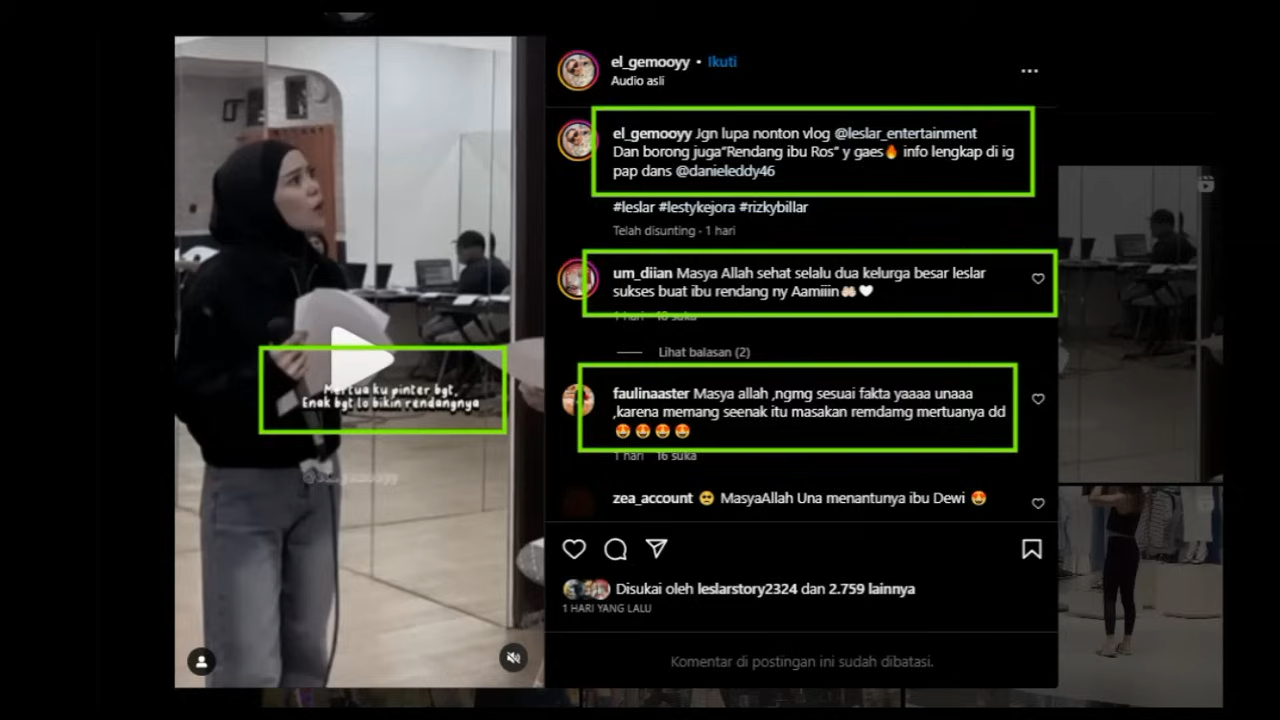 el_gemooyy • Ikuti
Audio asli
el_gemooyy Jgn lupa nonton vlog @leslar_entertainment
Dan borong juga"Rendang ibu Ros" y gaes🔥 info lengkap di ig
pap dans @danieleddy46
#leslar #lestykejora #rizkybillar
Telah disunting · 1 hari
um_diian Masya Allah sehat selalu dua kelurga besar leslar
sukses buat ibu rendang ny Aamiiin🤲🏻🤍
1 hari 18 suka
Lihat balasan (2)
Mertua ku pinter bgt,
Enak bgt lo bikin rendangnya
faulinaaster Masya allah ,ngmg sesuai fakta yaaaa unaaa
,karena memang seenak itu masakan remdamg mertuanya dd
🤩🤩🤩🤩
1 hari 16 suka
zea_account 🥺 MasyaAllah Una menantunya ibu Dewi 🤩
Disukai oleh leslarstory2324 dan 2.759 lainnya
1 HARI YANG LALU
Komentar di postingan ini sudah dibatasi.